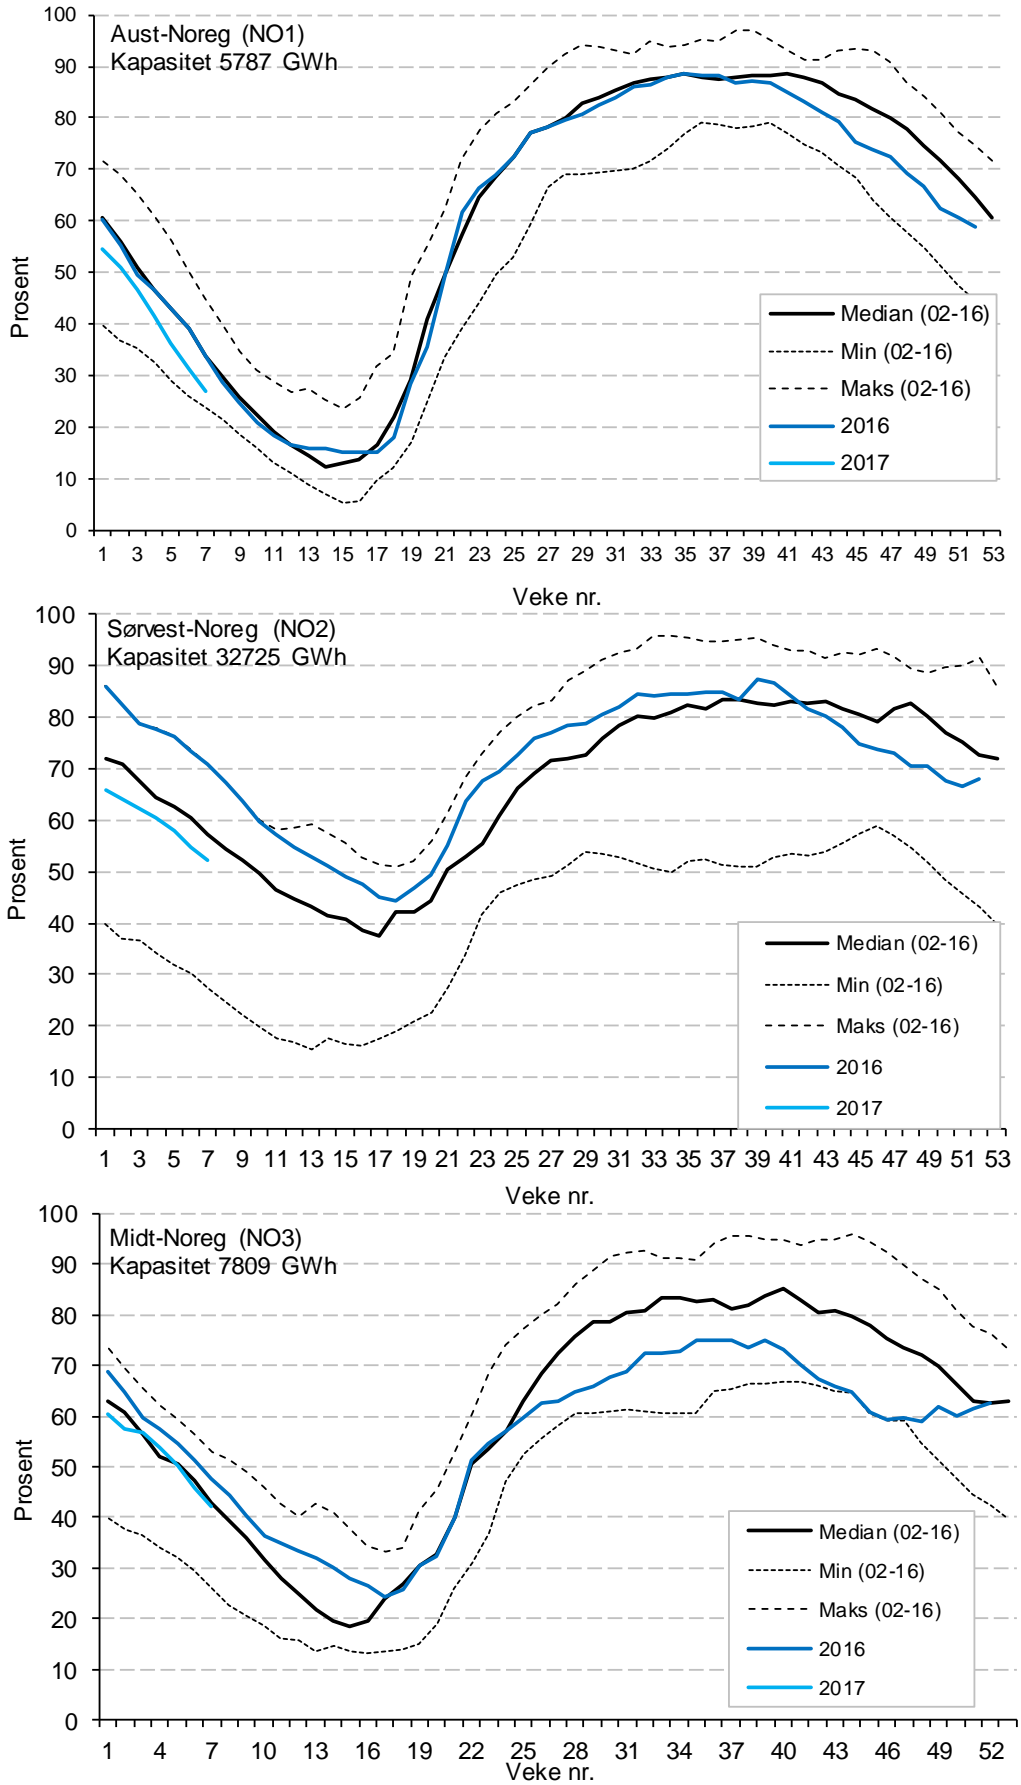 Aust-Noreg (NO1)
Kapasitet 5787 GWh
100
90
80
70
60
50
40
30
20
10
0
Prosent
Median (02-16)
Min (02-16)
Maks (02-16)
2016
2017
1 3 5 7 9 11 13 15 17 19 21 23 25 27 29 31 33 35 37 39 41 43 45 47 49 51 53
Veke nr.
Sørvest-Noreg (NO2)
Kapasitet 32725 GWh
100
90
80
70
60
50
40
30
20
10
0
Prosent
Median (02-16)
Min (02-16)
Maks (02-16)
2016
2017
1 3 5 7 9 11 13 15 17 19 21 23 25 27 29 31 33 35 37 39 41 43 45 47 49 51 53
Veke nr.
Midt-Noreg (NO3)
Kapasitet 7809 GWh
100
90
80
70
60
50
40
30
20
10
0
Prosent
Median (02-16)
Min (02-16)
Maks (02-16)
2016
2017
1 4 7 10 13 16 19 22 25 28 31 34 37 40 43 46 49 52
Veke nr.